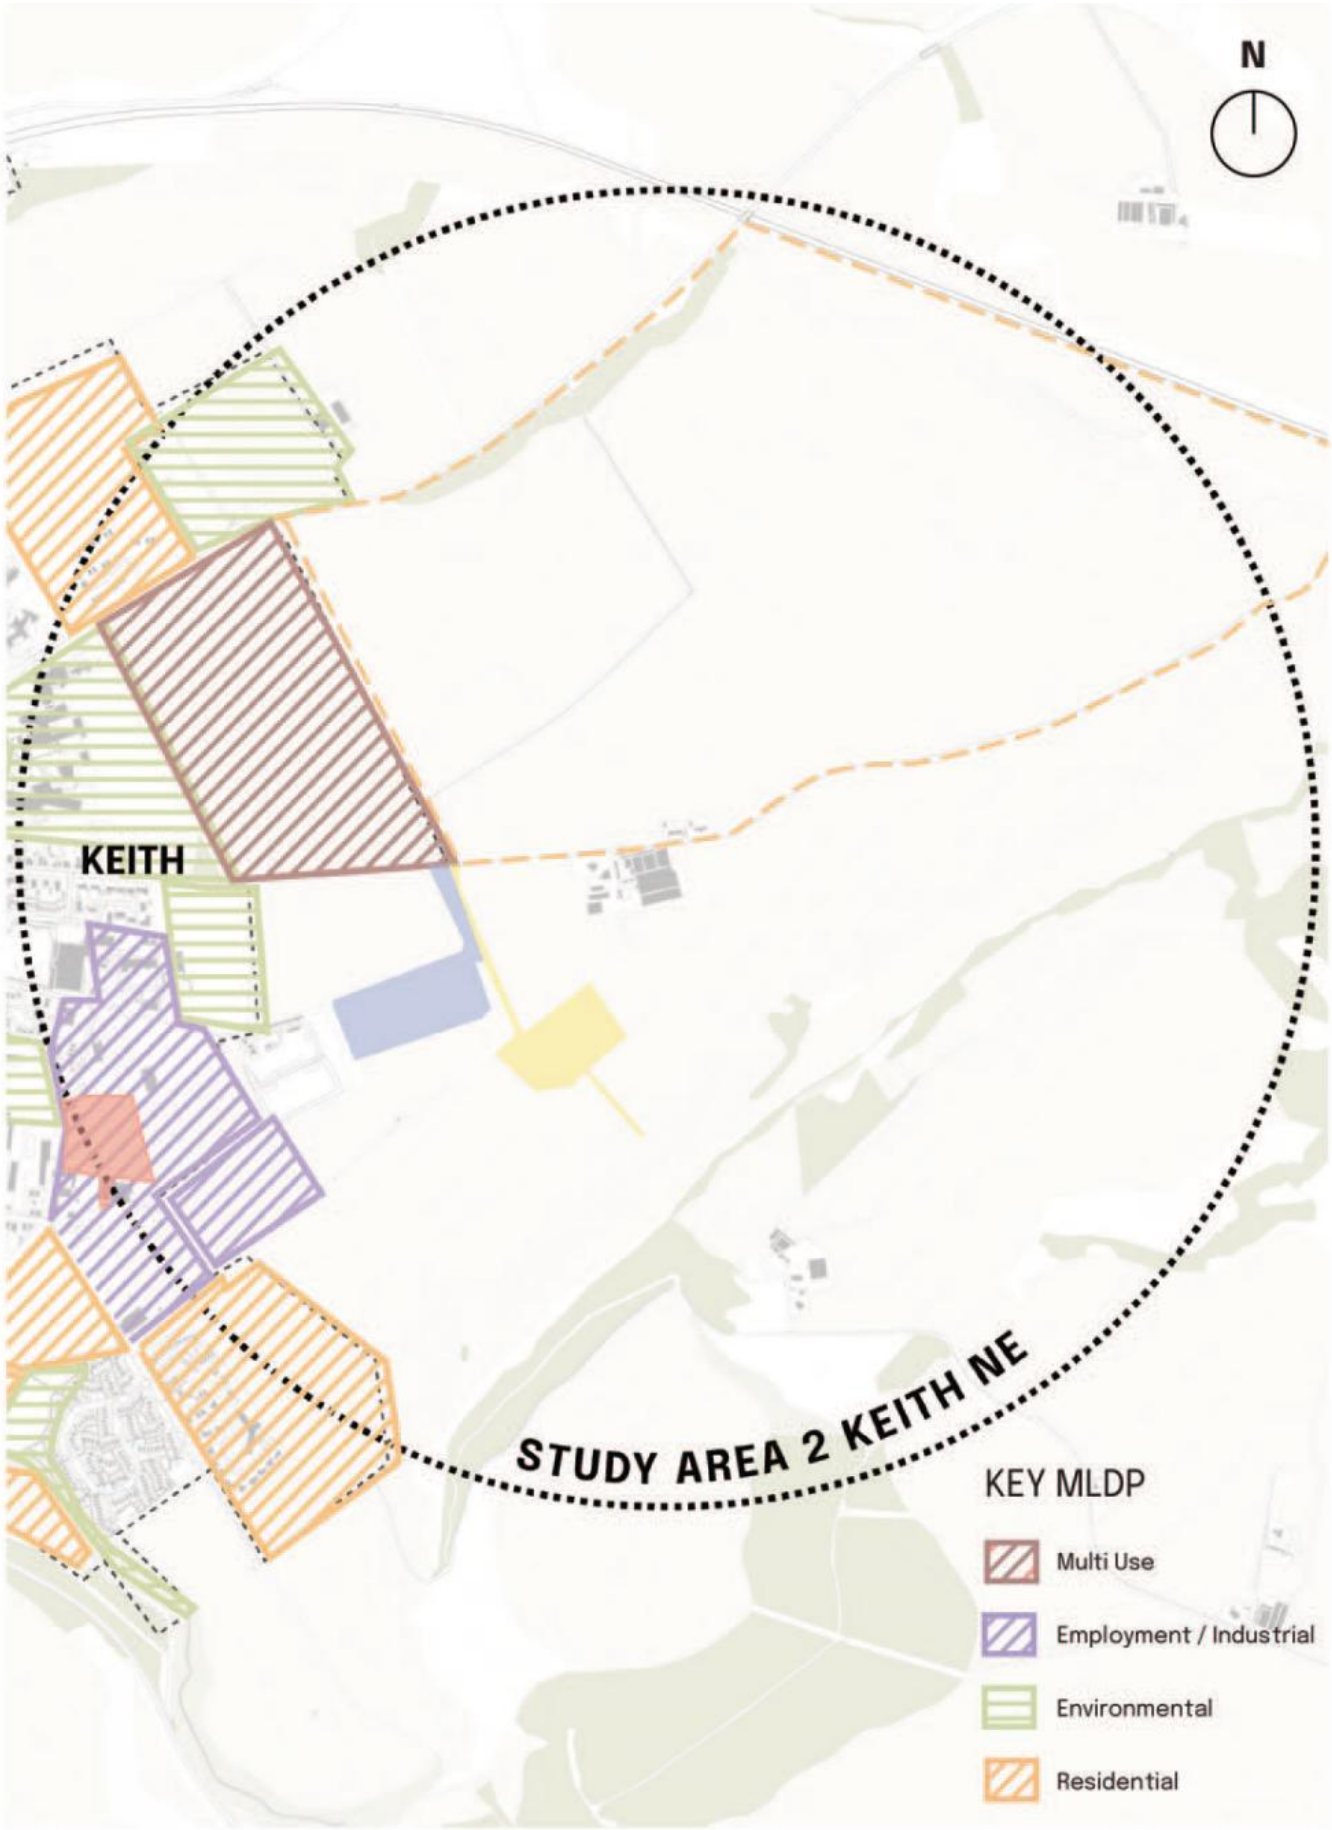 N
KEITH
STUDY AREA 2 KEITH NE
KEY MLDP
Multi Use
Employment / Industrial
Environmental
Residential